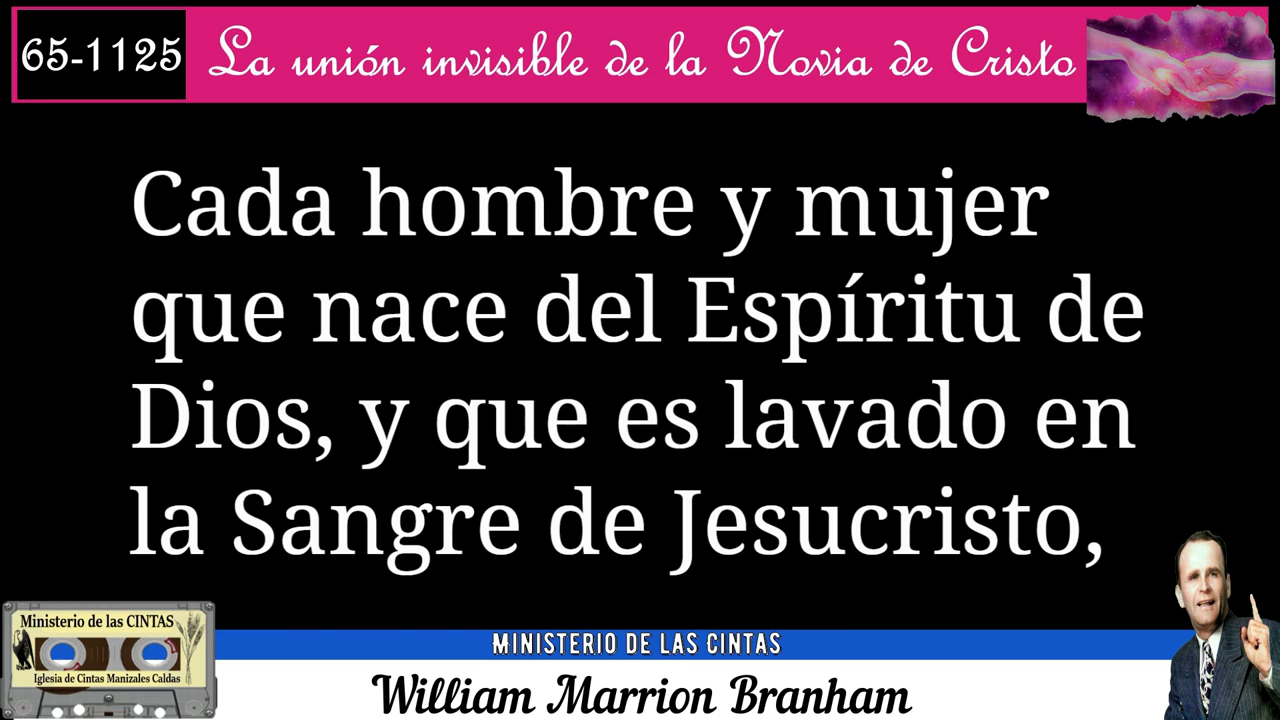 65-1125 La unión invisible de la Novia de Cristo
Cada hombre y mujer
que nace del Espíritu de
Dios, y que es lavado en
la Sangre de Jesucristo,
Ministerio de las CINTAS
Iglesia de Cintas Manizales Caldas
MINISTERIO DE LAS CINTAS
William Marrion Branham